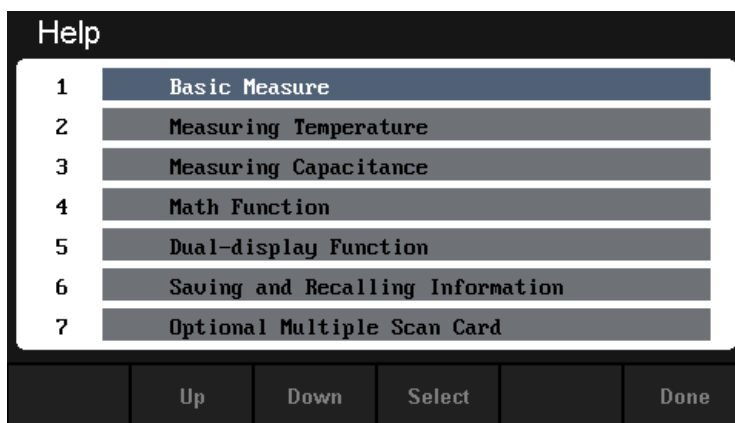 Help
1 Basic Measure
2 Measuring Temperature
3 Measuring Capacitance
4 Math Function
5 Dual-display Function
6 Saving and Recalling Information
7 Optional Multiple Scan Card
Up Down Select Done